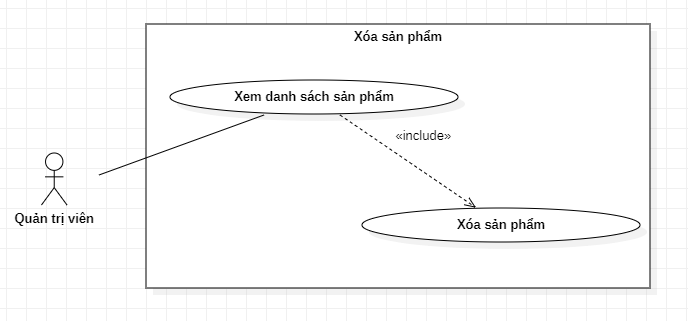 Xóa sản phẩm
Xem danh sách sản phẩm
«include»
Quản trị viên
Xóa sản phẩm